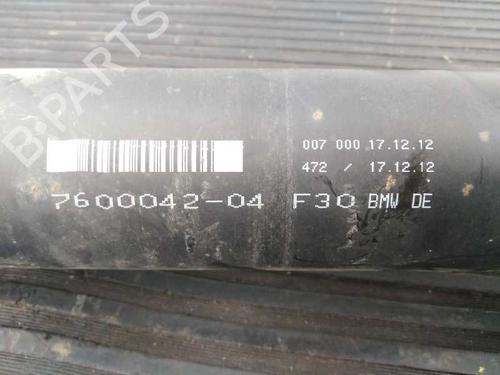 B-PARTS
007 000 17.12.12
472 / 17.12.12
7600042-04 F30 BMW DE